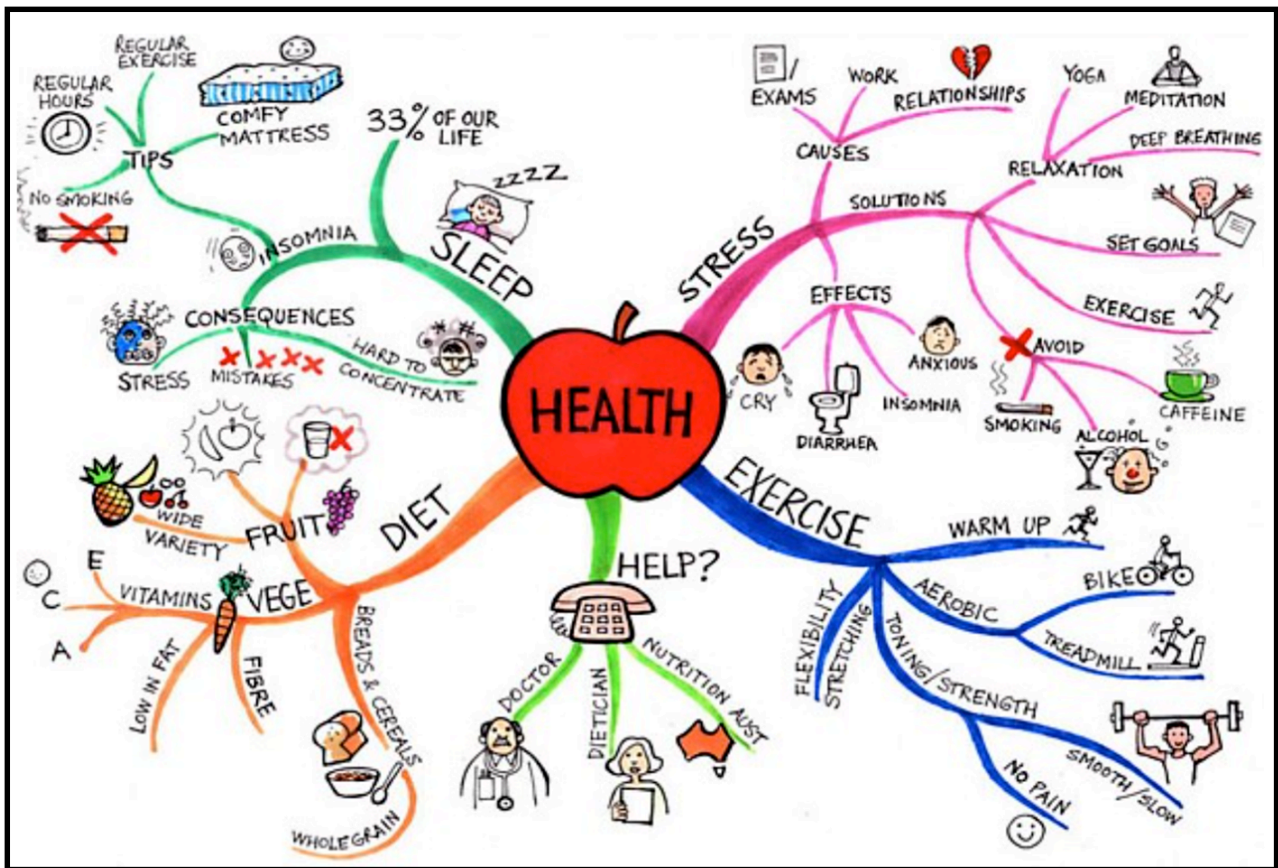 HEALTH
SLEEP
33% OF OUR
LIFE
zzzz
INSOMNIA
TIPS
REGULAR
EXERCISE
REGULAR
HOURS
COMFY
MATTRESS
NO SMOKING
CONSEQUENCES
STRESS
MISTAKES
HARD TO
CONCENTRATE
STRESS
CAUSES
EXAMS
WORK
RELATIONSHIPS
SOLUTIONS
RELAXATION
YOGA
MEDITATION
DEEP BREATHING
SET GOALS
EXERCISE
AVOID
SMOKING
ALCOHOL
CAFFEINE
EFFECTS
CRY
DIARRHEA
INSOMNIA
ANXIOUS
EXERCISE
WARM UP
AEROBIC
BIKE
TREADMILL
TONING/STRENGTH
SMOOTH/SLOW
NO PAIN
FLEXIBILITY
STRETCHING
HELP?
DOCTOR
DIETICIAN
NUTRITION AUST
DIET
FRUIT
WIDE
VARIETY
VEGE
VITAMINS
E
C
A
LOW IN FAT
FIBRE
BREADS & CEREALS
WHOLEGRAIN